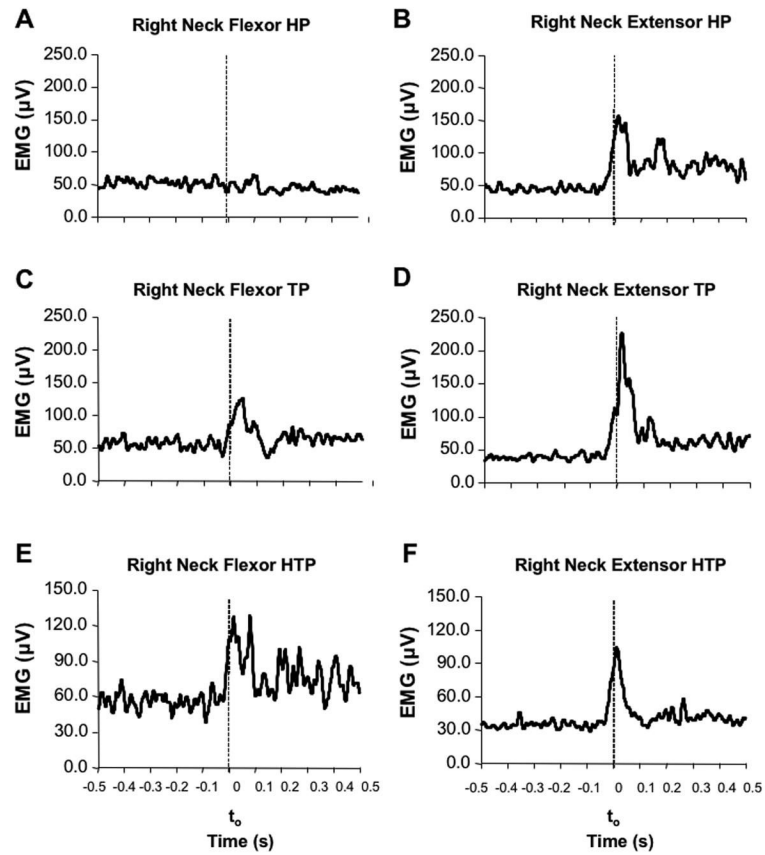 A
Right Neck Flexor HP
EMG (µV)
250.0
200.0
150.0
100.0
50.0
0.0
B
Right Neck Extensor HP
EMG (µV)
250.0
200.0
150.0
100.0
50.0
0.0
C
Right Neck Flexor TP
EMG (µV)
250.0
200.0
150.0
100.0
50.0
0.0
D
Right Neck Extensor TP
EMG (µV)
250.0
200.0
150.0
100.0
50.0
0.0
E
Right Neck Flexor HTP
EMG (µV)
150.0
120.0
90.0
60.0
30.0
0.0
-0.5 -0.4 -0.3 -0.2 -0.1 0 0.1 0.2 0.3 0.4 0.5
to
Time (s)
F
Right Neck Extensor HTP
EMG (µV)
150.0
120.0
90.0
60.0
30.0
0.0
-0.5 -0.4 -0.3 -0.2 -0.1 0 0.1 0.2 0.3 0.4 0.5
to
Time (s)